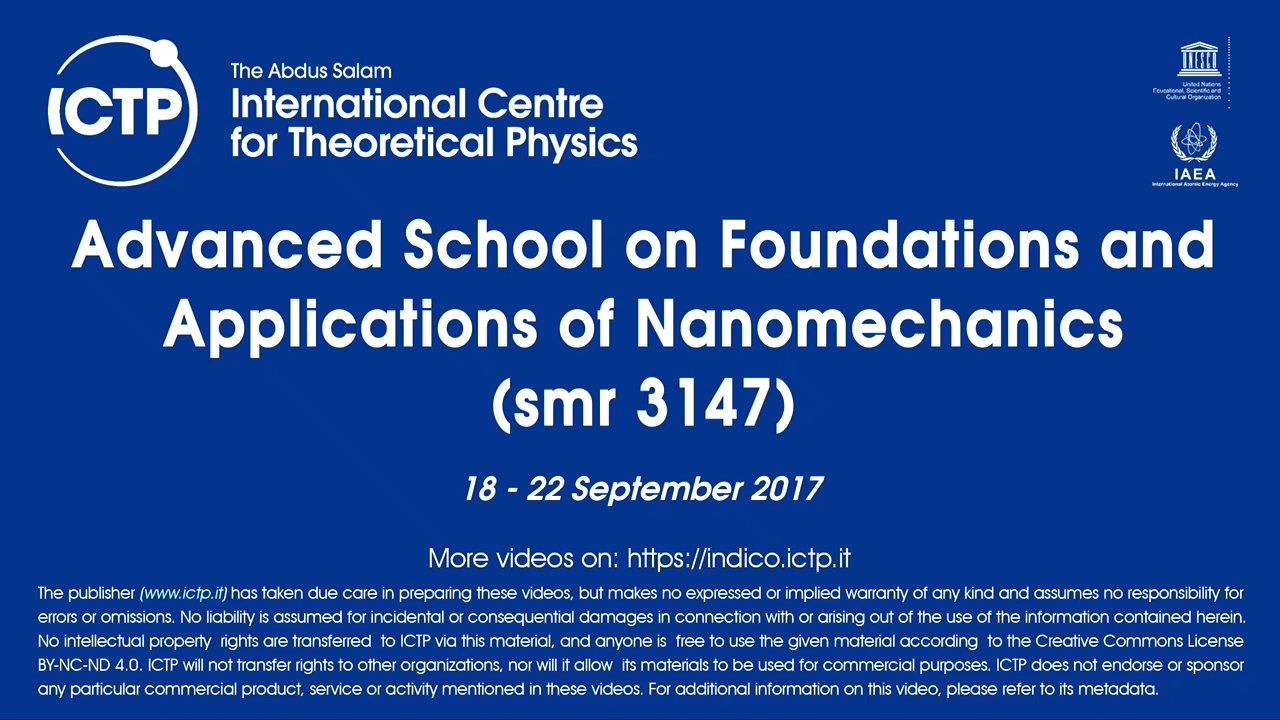 ICTP
The Abdus Salam
International Centre
for Theoretical Physics
UNESCO
United Nations
Educational, Scientific and
Cultural Organization
IAEA
International Atomic Energy Agency
Advanced School on Foundations and
Applications of Nanomechanics
(smr 3147)
18 - 22 September 2017
More videos on: https://indico.ictp.it
The publisher (www.ictp.it) has taken due care in preparing these videos, but makes no expressed or implied warranty of any kind and assumes no responsibility for
errors or omissions. No liability is assumed for incidental or consequential damages in connection with or arising out of the use of the information contained herein.
No intellectual property rights are transferred to ICTP via this material, and anyone is free to use the given material according to the Creative Commons License
BY-NC-ND 4.0. ICTP will not transfer rights to other organizations, nor will it allow its materials to be used for commercial purposes. ICTP does not endorse or sponsor
any particular commercial product, service or activity mentioned in these videos. For additional information on this video, please refer to its metadata.